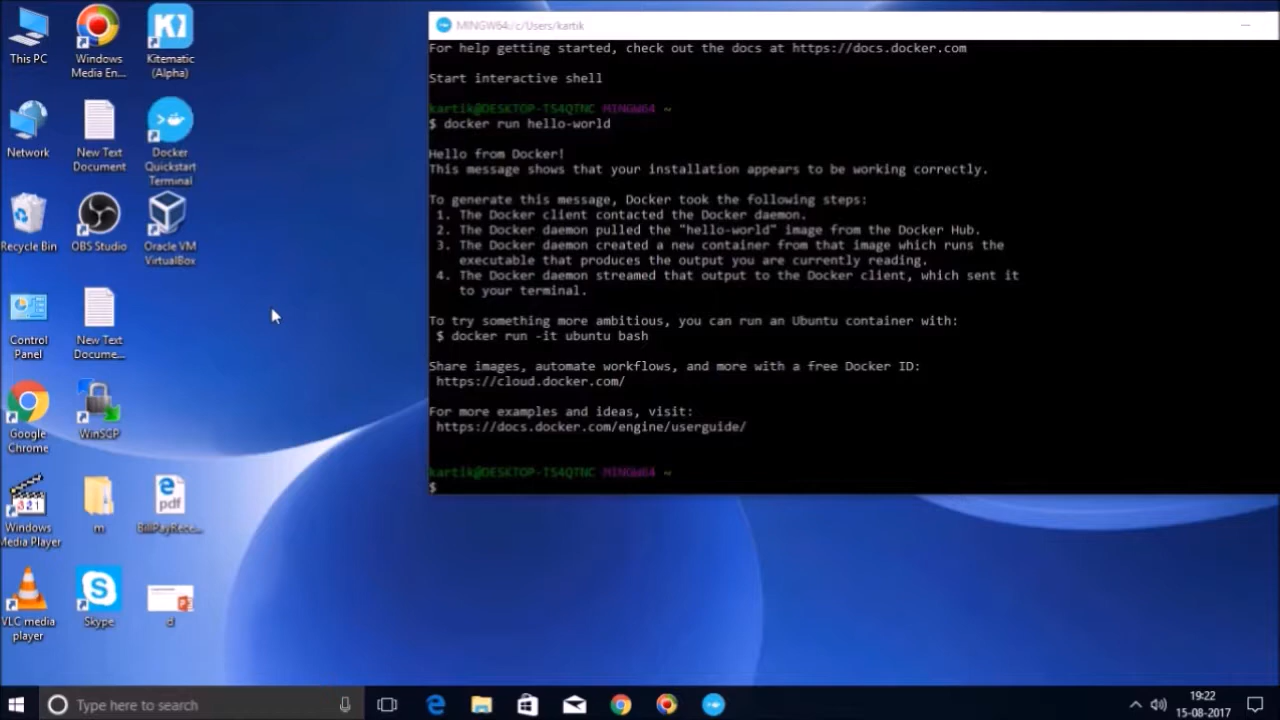 This PC
Windows
Media En...
Kitematic
(Alpha)
Network
New Text
Document
Docker
Quickstart
Terminal
Recycle Bin
OBS Studio
Oracle VM
VirtualBox
Control
Panel
New Text
Docume...
Google
Chrome
WinSCP
Windows
Media Player
m
pdf
BillPayRece...
VLC media
player
Skype
d
MINGW64:/c/Users/kartik
For help getting started, check out the docs at https://docs.docker.com
Start interactive shell
kartik@DESKTOP-TS4QTNC MINGW64 ~
$ docker run hello-world
Hello from Docker!
This message shows that your installation appears to be working correctly.
To generate this message, Docker took the following steps:
1. The Docker client contacted the Docker daemon.
2. The Docker daemon pulled the "hello-world" image from the Docker Hub.
3. The Docker daemon created a new container from that image which runs the
executable that produces the output you are currently reading.
4. The Docker daemon streamed that output to the Docker client, which sent it
to your terminal.
To try something more ambitious, you can run an Ubuntu container with:
$ docker run -it ubuntu bash
Share images, automate workflows, and more with a free Docker ID:
https://cloud.docker.com/
For more examples and ideas, visit:
https://docs.docker.com/engine/userguide/
kartik@DESKTOP-TS4QTNC MINGW64 ~
$
Type here to search
19:22
15-08-2017